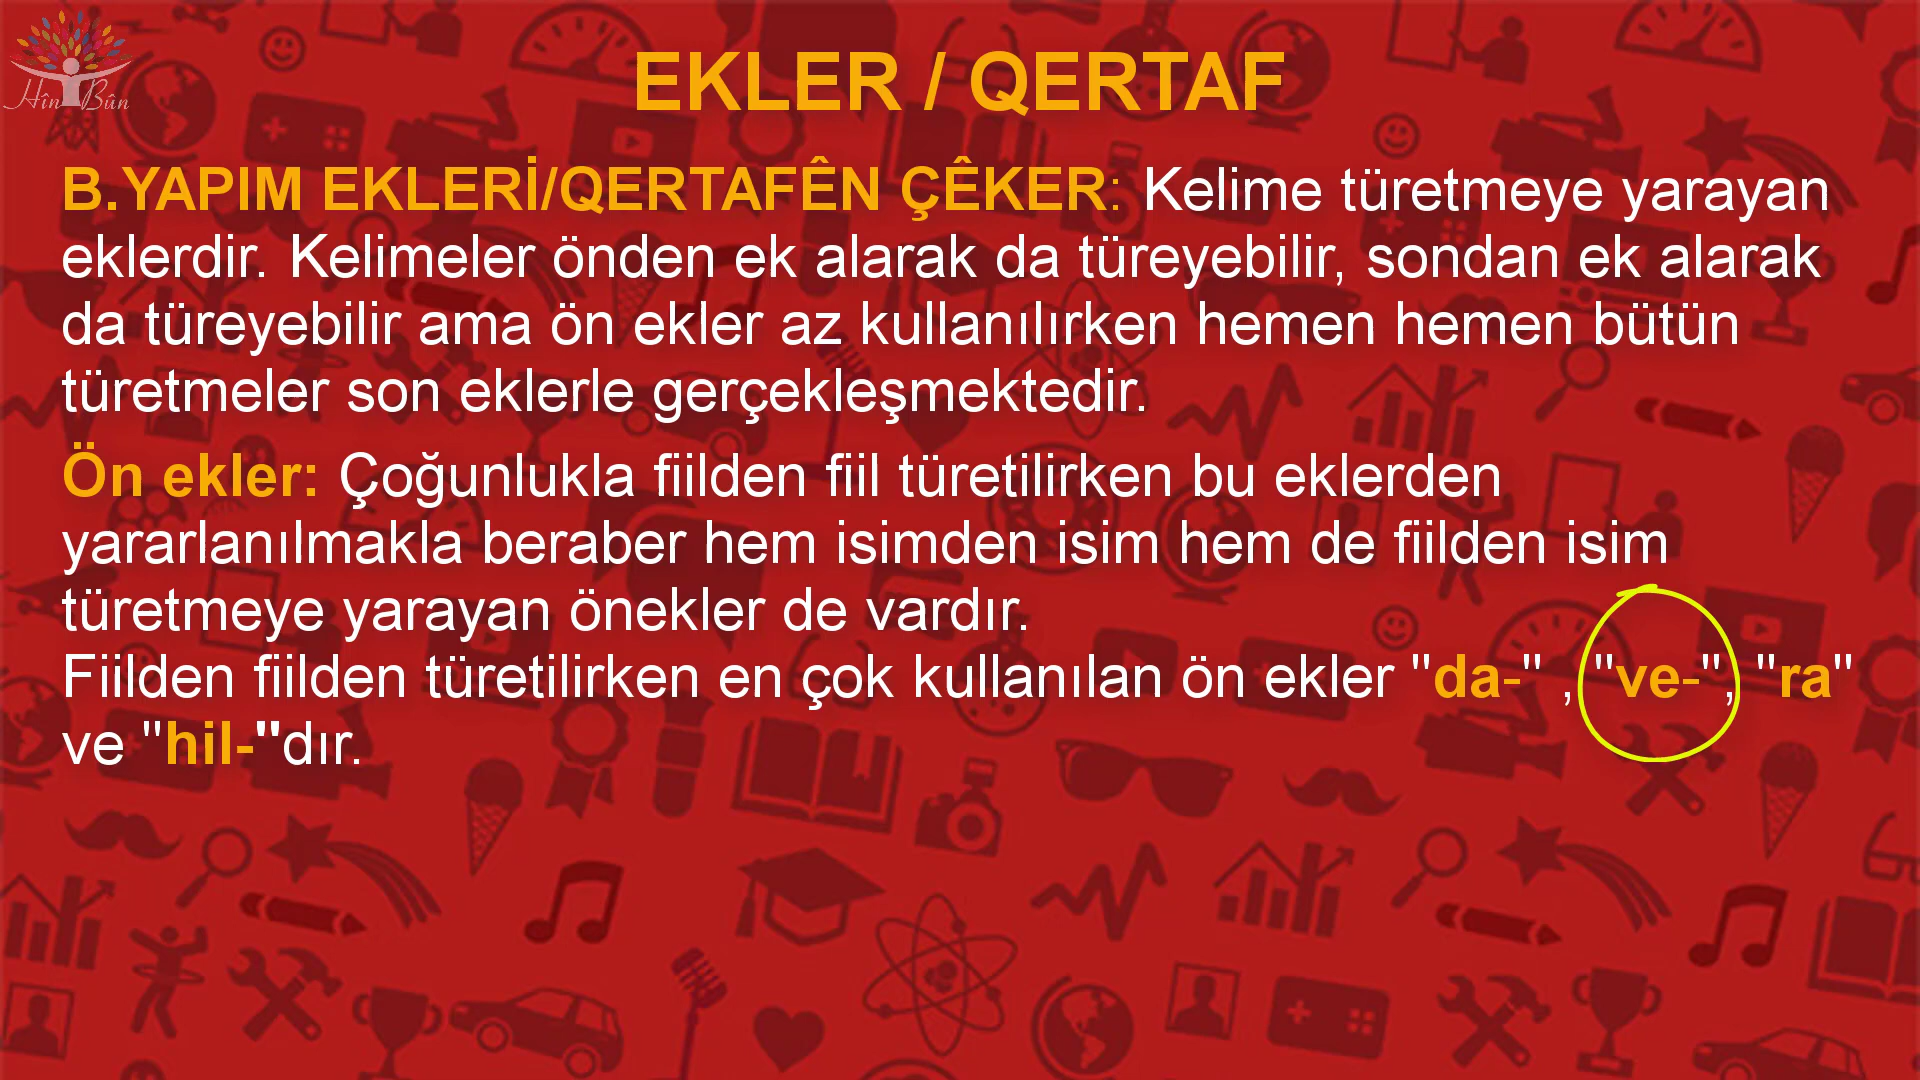 Hîn Bûn
EKLER / QERTAF
B.YAPIM EKLERİ/QERTAFÊN ÇÊKER: Kelime türetmeye yarayan
eklerdir. Kelimeler önden ek alarak da türeyebilir, sondan ek alarak
da türeyebilir ama ön ekler az kullanılırken hemen hemen bütün
türetmeler son eklerle gerçekleşmektedir.
Ön ekler: Çoğunlukla fiilden fiil türetilirken bu eklerden
yararlanılmakla beraber hem isimden isim hem de fiilden isim
türetmeye yarayan önekler de vardır.
Fiilden fiilden türetilirken en çok kullanılan ön ekler "da-" , "ve-", "ra"
ve "hil-"dır.